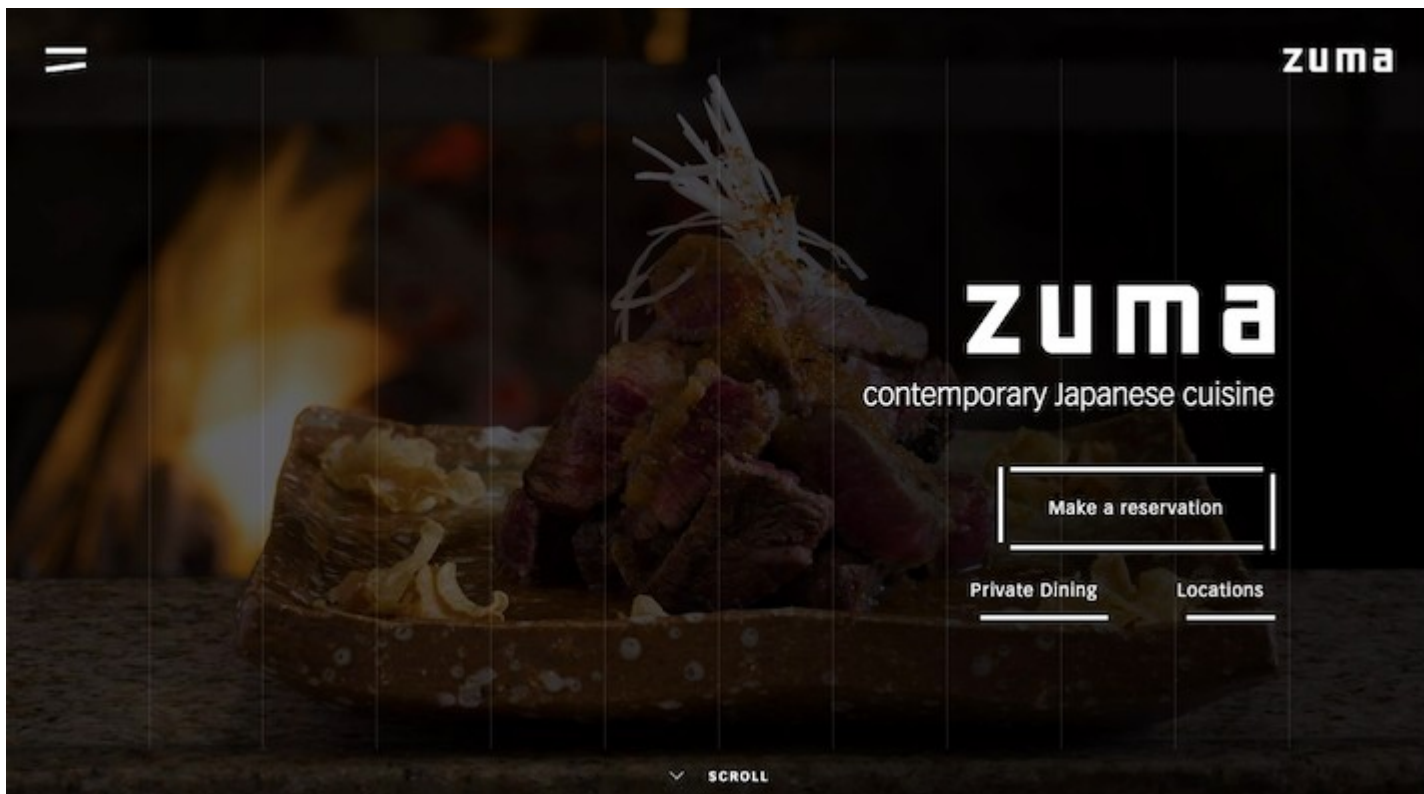 zuma
zuma
contemporary Japanese cuisine
Make a reservation
Private Dining
Locations
SCROLL